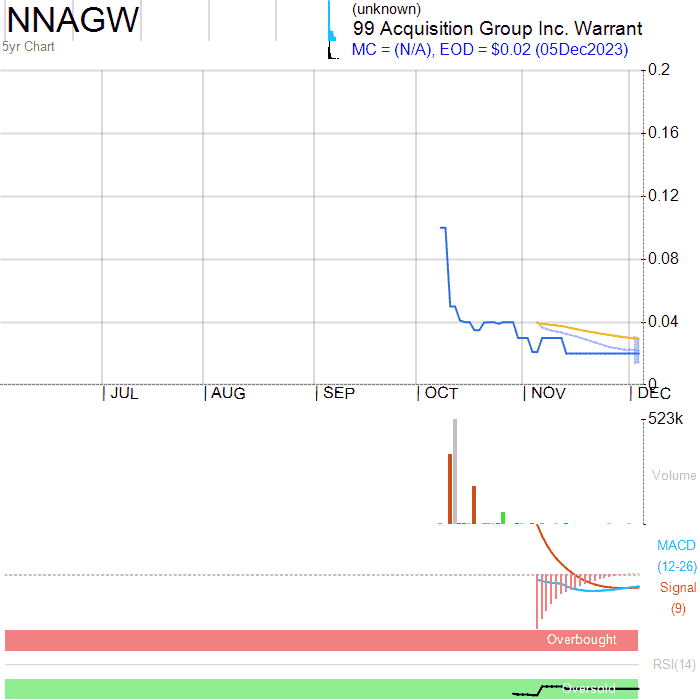 NNAGW
(unknown)
99 Acquisition Group Inc. Warrant
5yr Chart
MC = (N/A), EOD = $0.02 (05Dec2023)
0.2
0.16
0.12
0.08
0.04
0
JUL AUG SEP OCT NOV DEC
523k
Volume
MACD
(12-26)
Signal
(9)
Overbought
RSI(14)
Oversold